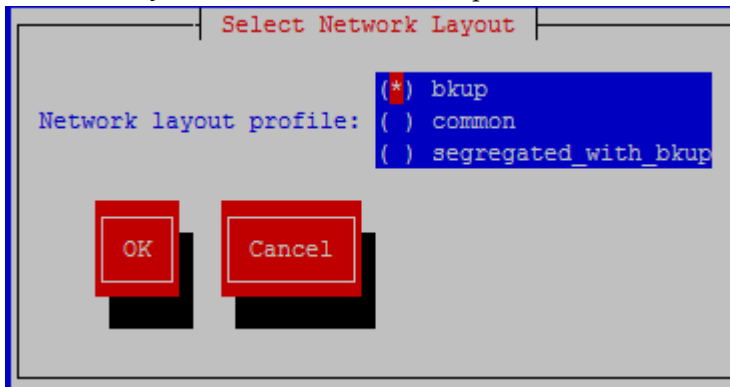 Select Network Layout
(*) bkup
Network layout profile: ( ) common
( ) segregated_with_bkup
OK Cancel